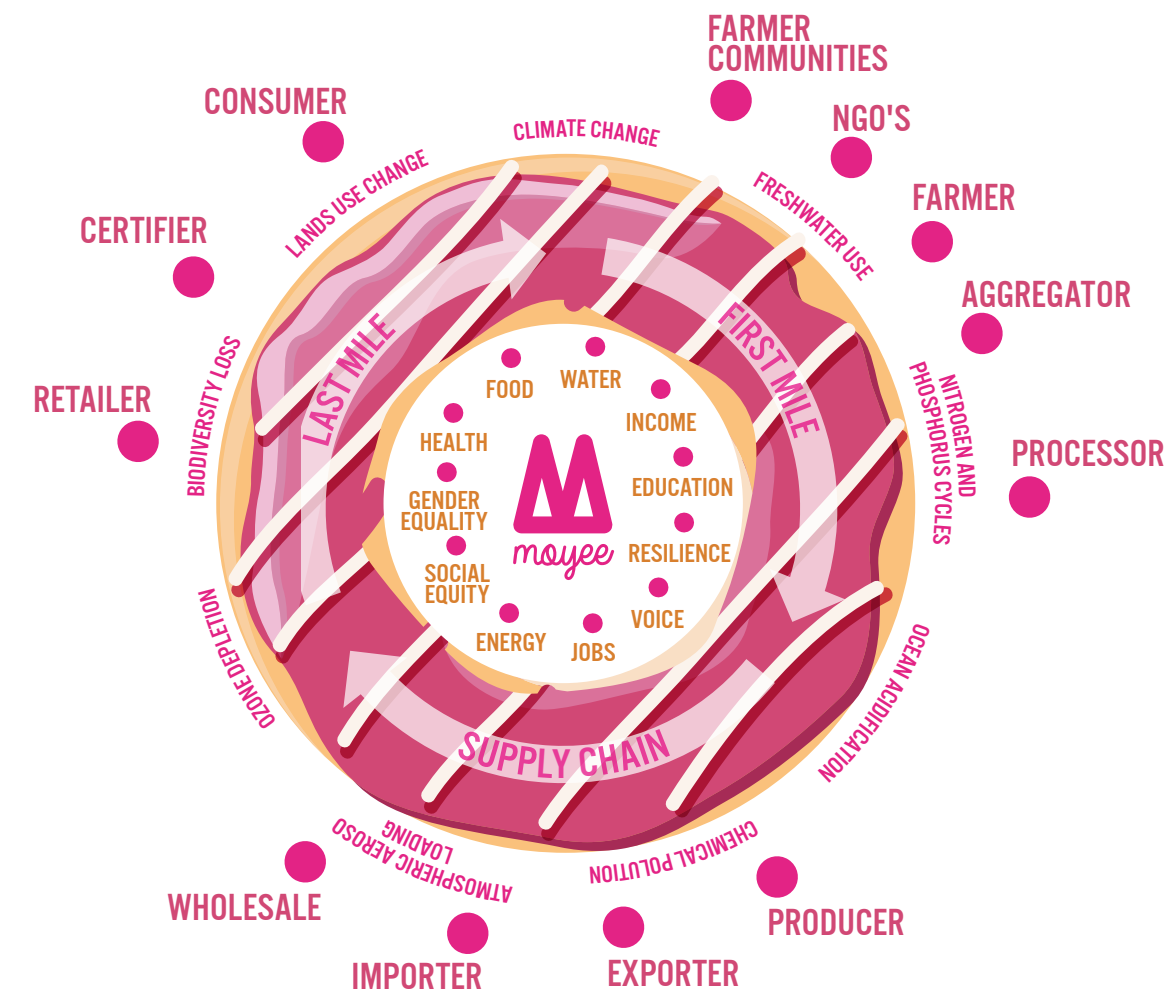 FARMER
COMMUNITIES
CONSUMER
NGO'S
CLIMATE CHANGE
LANDS USE CHANGE
FRESHWATER USE
FARMER
CERTIFIER
AGGREGATOR
BIODIVERSITY LOSS
LAST MILE
FIRST MILE
NITROGEN AND
PHOSPHORUS CYCLES
RETAILER
PROCESSOR
FOOD
WATER
INCOME
HEALTH
EDUCATION
GENDER
EQUALITY
RESILIENCE
SOCIAL
EQUITY
VOICE
ENERGY
JOBS
moyee
OZONE DEPLETION
OCEAN ACIDIFICATION
SUPPLY CHAIN
ATMOSPHERIC AEROSO
LOADING
CHEMICAL POLUTION
WHOLESALE
PRODUCER
IMPORTER
EXPORTER